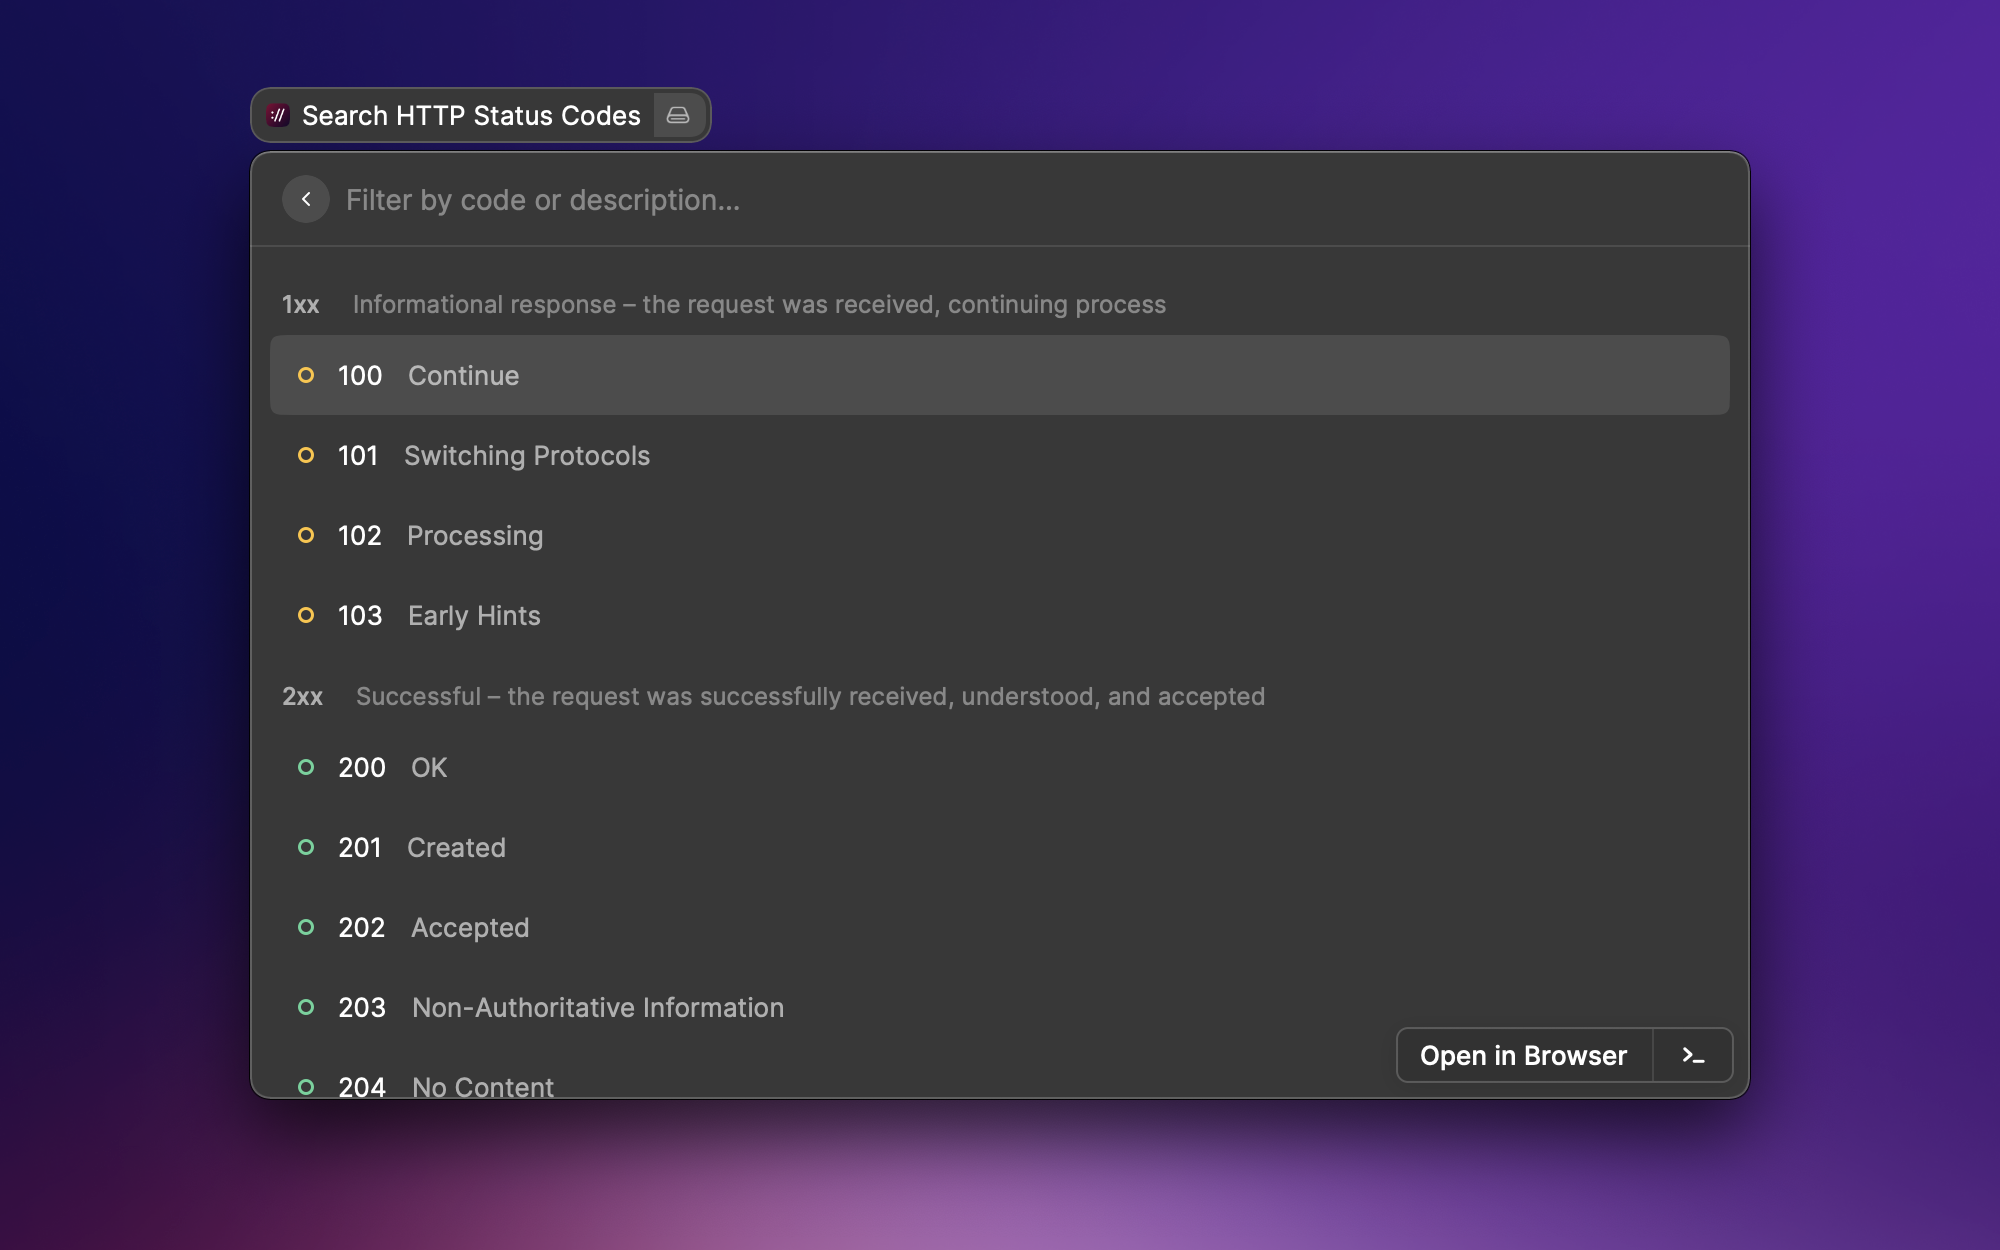 :// Search HTTP Status Codes
Filter by code or description...
1xx Informational response – the request was received, continuing process
100 Continue
101 Switching Protocols
102 Processing
103 Early Hints
2xx Successful – the request was successfully received, understood, and accepted
200 OK
201 Created
202 Accepted
203 Non-Authoritative Information
204 No Content
Open in Browser